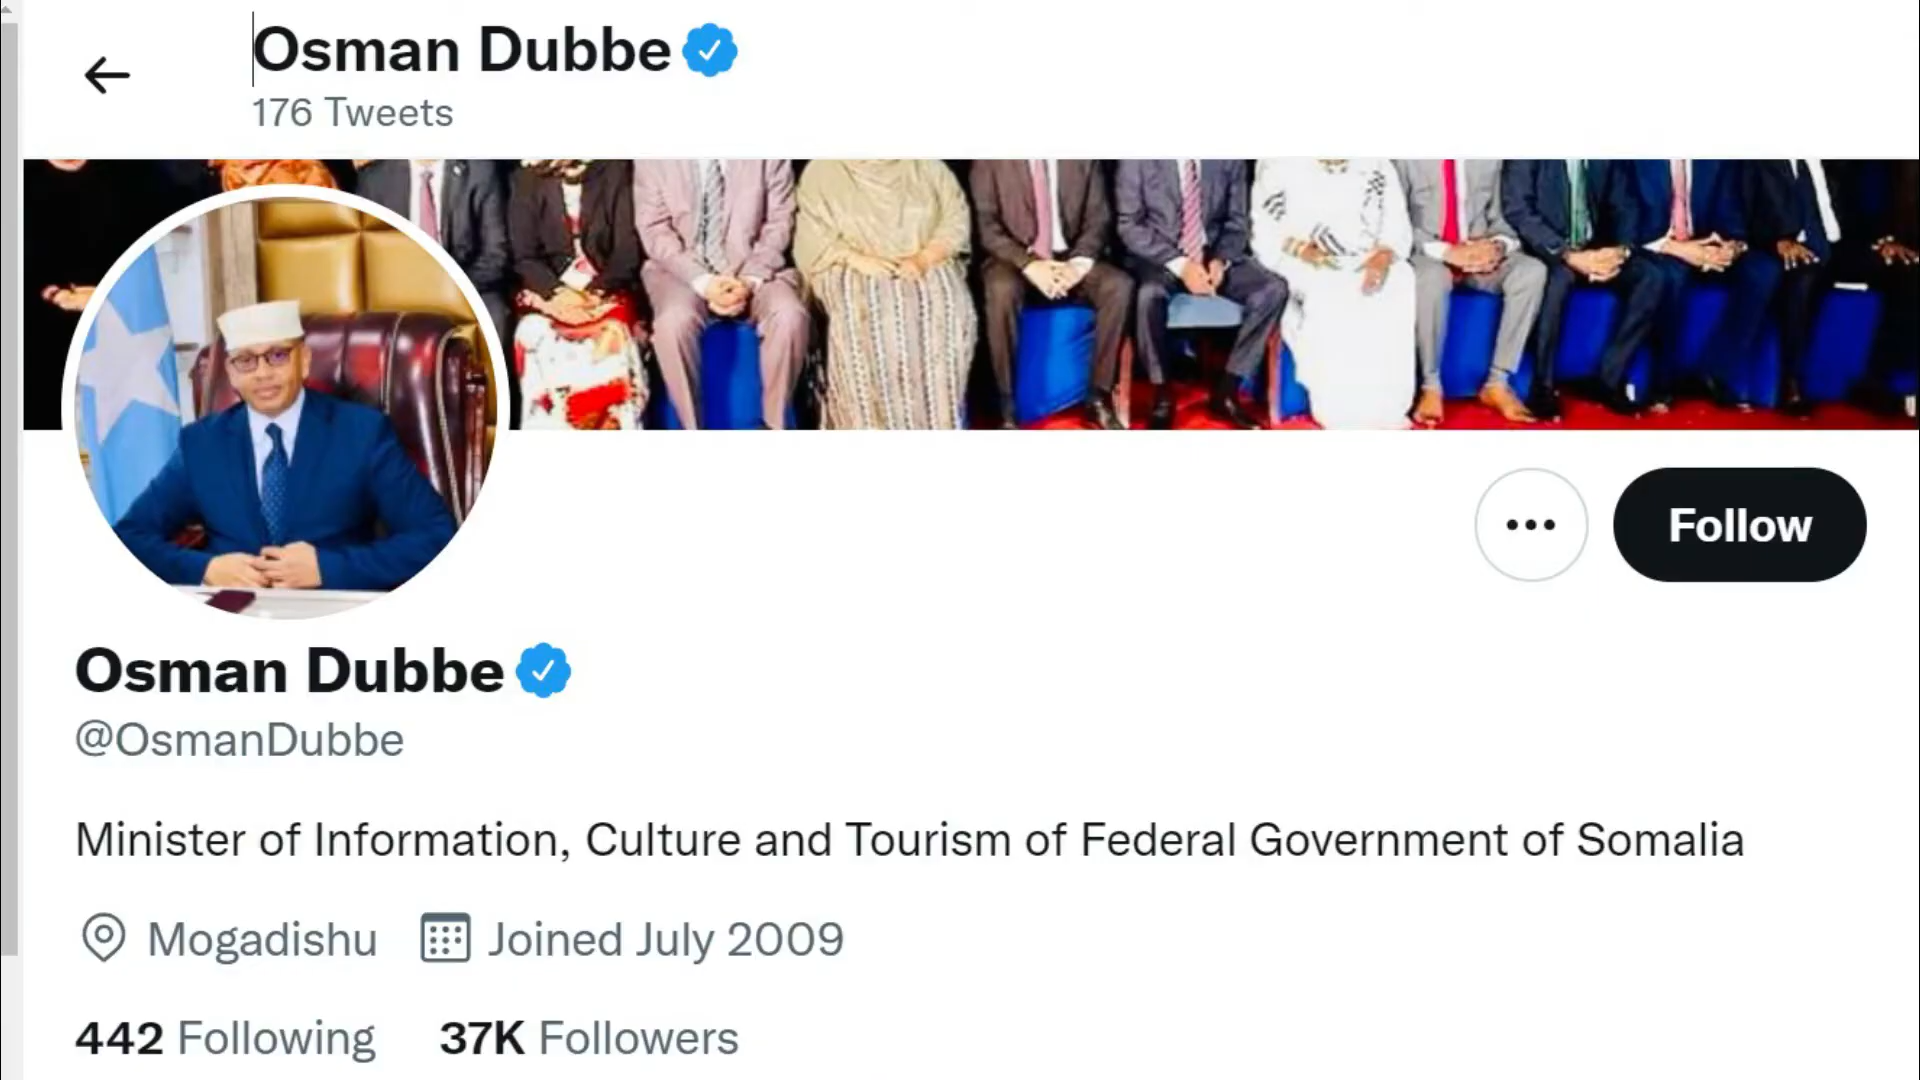 Osman Dubbe
176 Tweets
Follow
Osman Dubbe
@OsmanDubbe
Minister of Information, Culture and Tourism of Federal Government of Somalia
Mogadishu Joined July 2009
442 Following 37K Followers